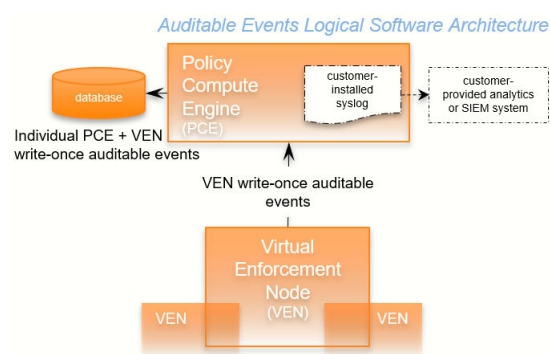 Auditable Events Logical Software Architecture
Policy
Compute
Engine
(PCE)
customer-
installed
syslog
customer-
provided analytics
or SIEM system
database
Individual PCE + VEN
write-once auditable events
VEN write-once auditable
events
Virtual
Enforcement
Node
(VEN)
VEN
VEN